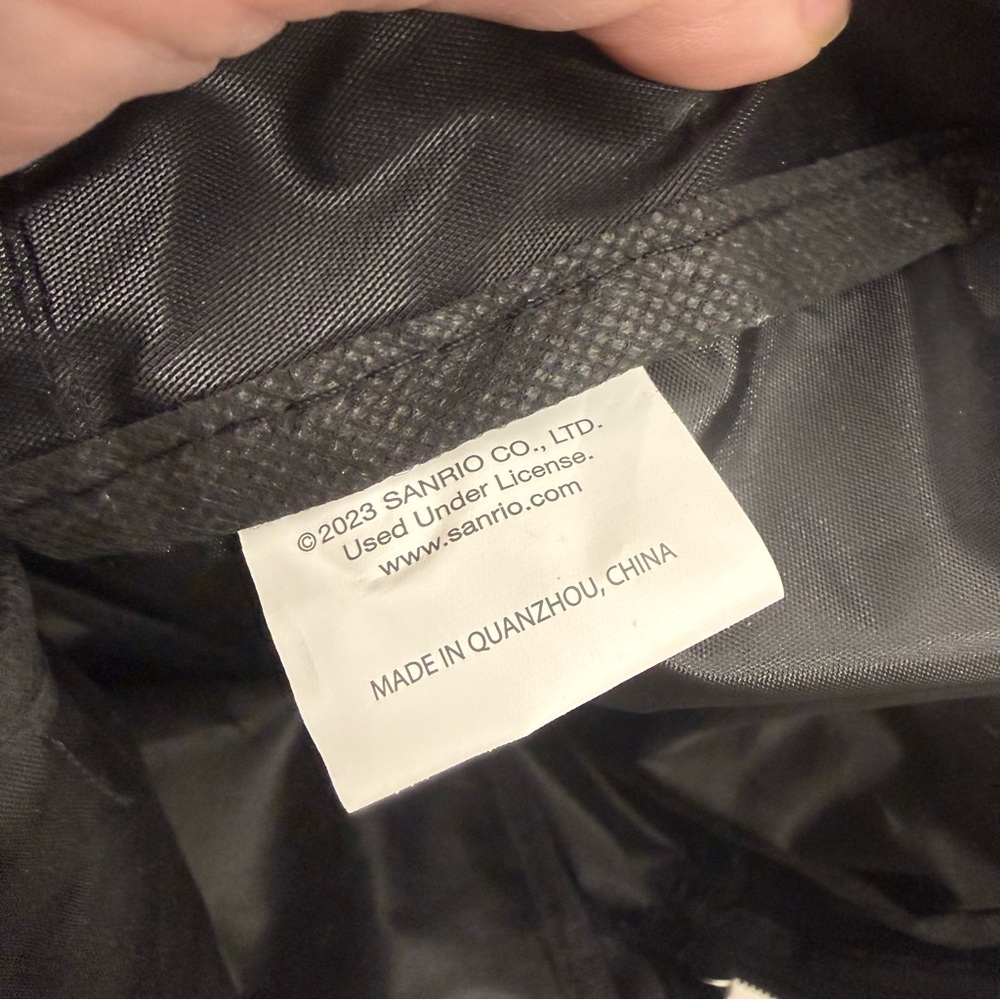 ©2023 SANRIO CO., LTD.
Used Under License.
www.sanrio.com
MADE IN QUANZHOU, CHINA